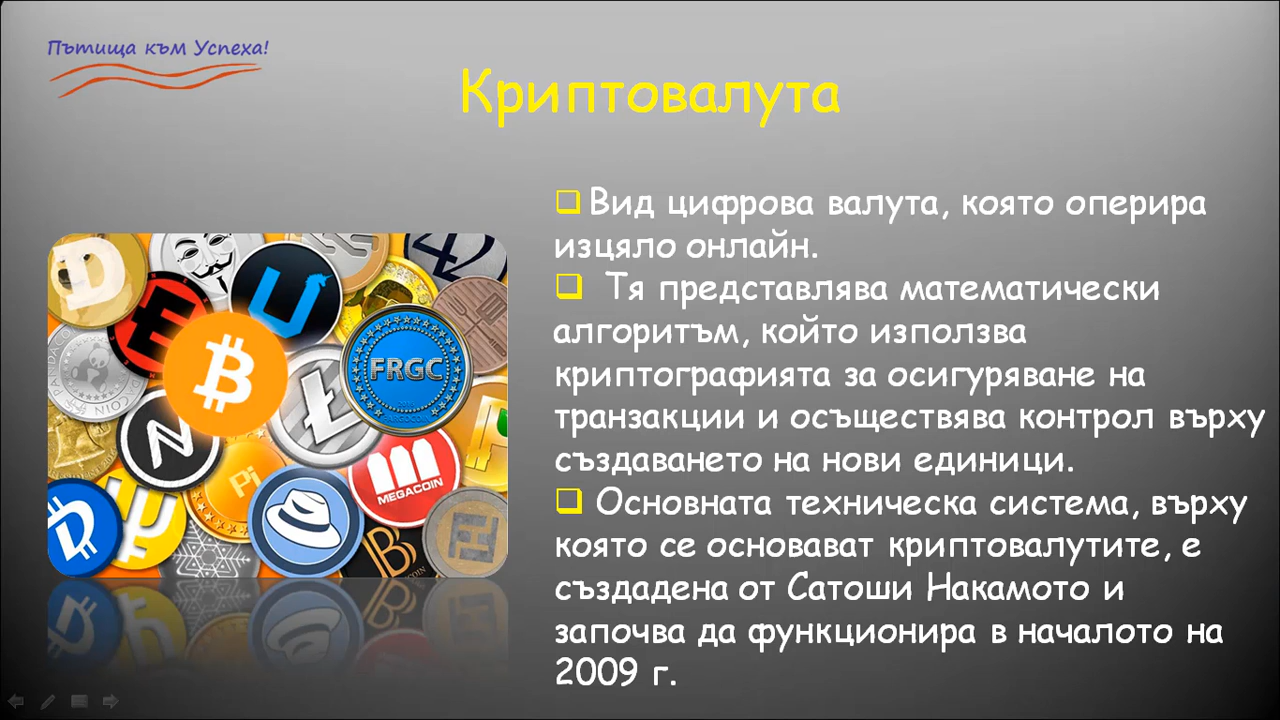 Пътища към Успеха!
Криптовалута
Вид цифрова валута, която оперира
изцяло онлайн.
Тя представлява математически
алгоритъм, който използва
криптографията за осигуряване на
транзакции и осъществява контрол върху
създаването на нови единици.
Основната техническа система, върху
която се основават криптовалутите, е
създадена от Сатоши Накамото и
започва да функционира в началото на
2009 г.
42
FRGC
Pi
MEGACOIN